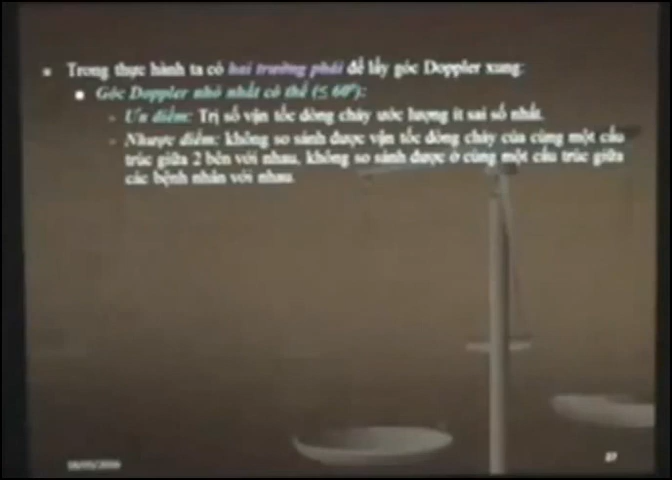 Trong thực hành ta có hai trường phái để lấy góc Doppler xung:
Góc Doppler nhỏ nhất có thể (≤ 60⁰):
Ưu điểm: Trị số vận tốc dòng chảy ước lượng ít sai số nhất.
Nhược điểm: không so sánh được vận tốc dòng chảy của cùng một cấu
trúc giữa 2 bên với nhau, không so sánh được ở cùng một cấu trúc giữa
các bệnh nhân với nhau.